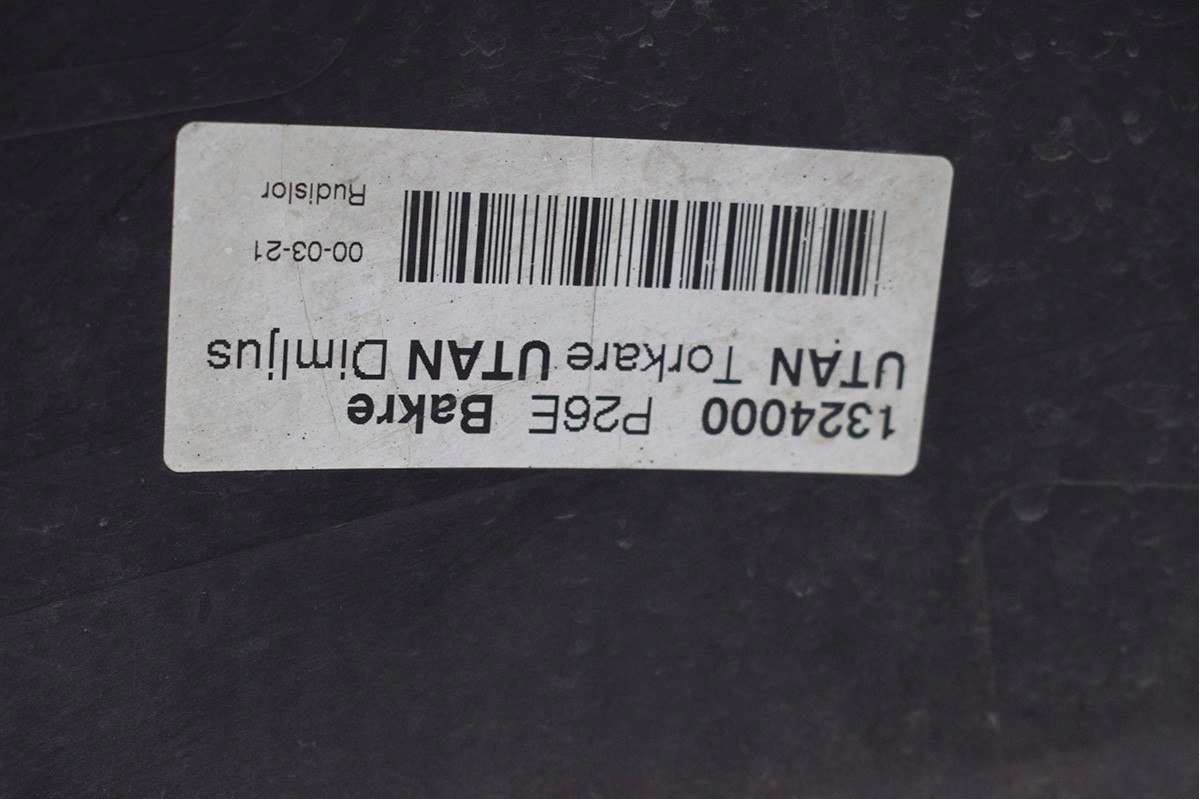 1324000 P26E Bakre
UTAN Torkare UTAN Dimljus
00-03-21
Rudislor